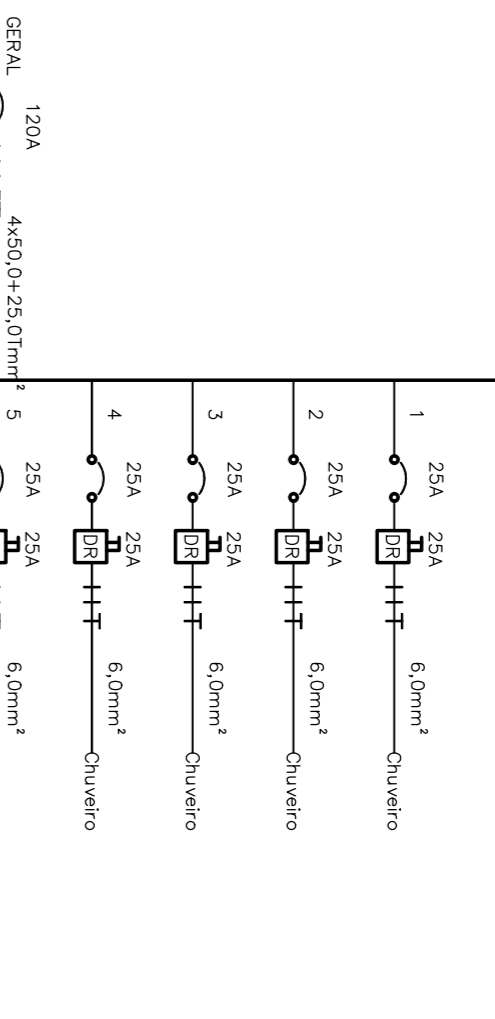 1
25A
25A
DR
6,0mm²
Chuveiro
2
25A
25A
DR
6,0mm²
Chuveiro
3
25A
25A
DR
6,0mm²
Chuveiro
4
25A
25A
DR
6,0mm²
Chuveiro
120A
GERAL
4x50,0+25,0Tmm²
5
25A
25A
6,0mm²